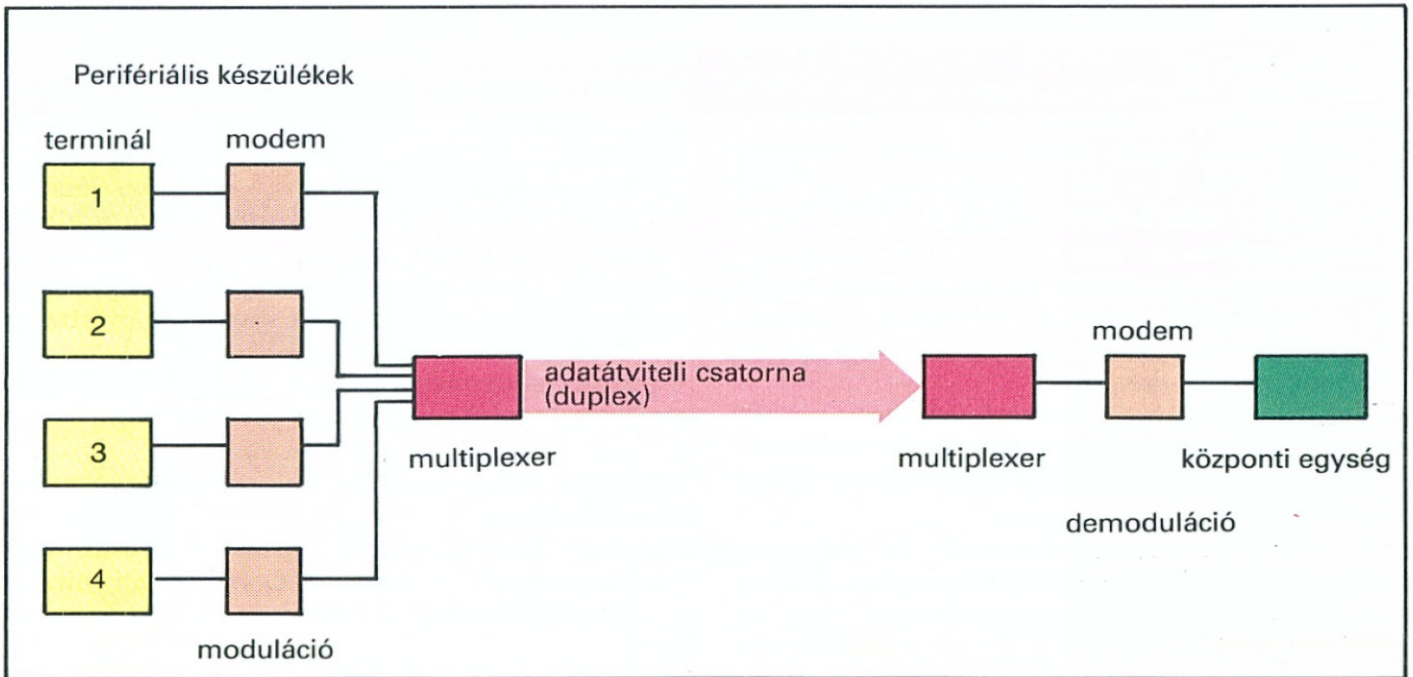 Perifériális készülékek
terminál
modem
1
2
3
4
moduláció
multiplexer
adatátviteli csatorna
(duplex)
multiplexer
modem
központi egység
demoduláció